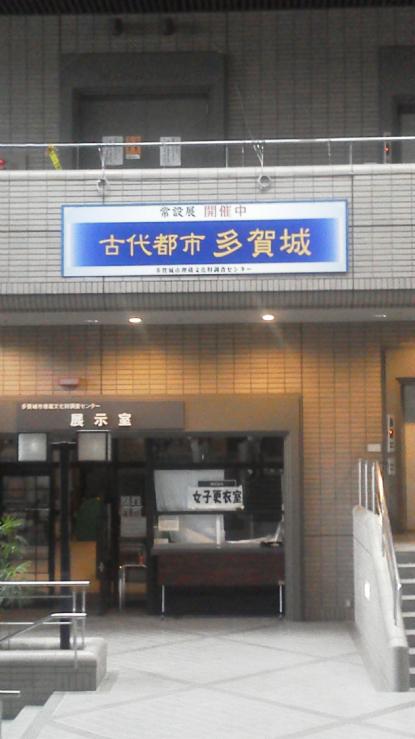 常設展 開催中
古代都市 多賀城
多賀城市埋蔵文化財調査センター
多賀城市埋蔵文化財調査センター
展示室
女子更衣室